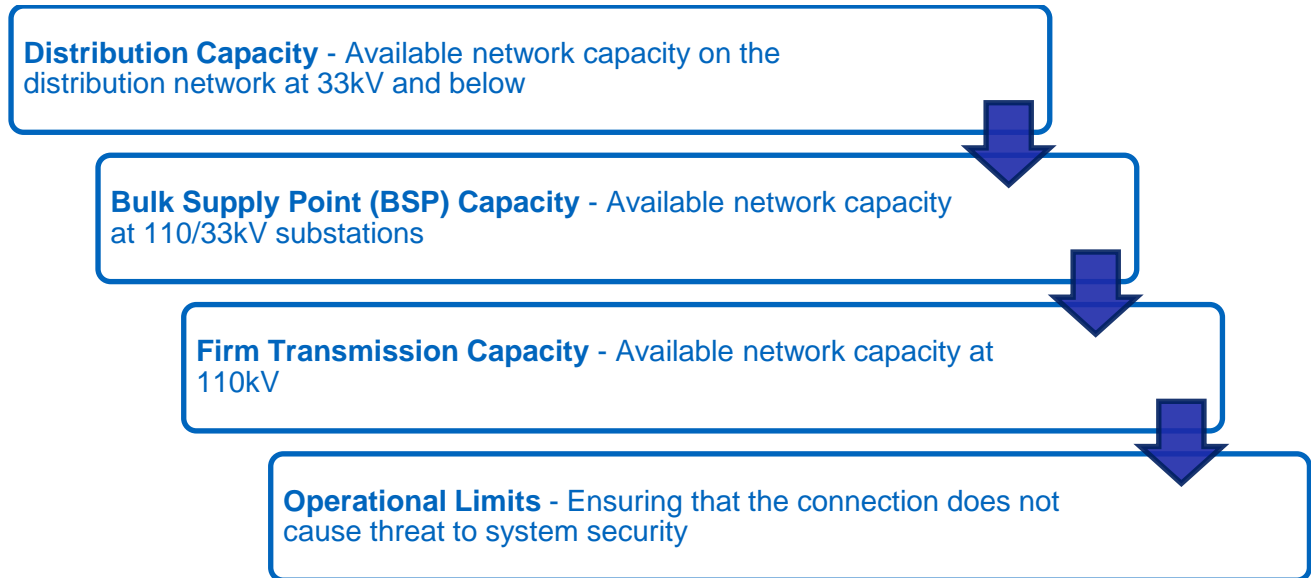 Distribution Capacity - Available network capacity on the
distribution network at 33kV and below
Bulk Supply Point (BSP) Capacity - Available network capacity
at 110/33kV substations
Firm Transmission Capacity - Available network capacity at
110kV
Operational Limits - Ensuring that the connection does not
cause threat to system security